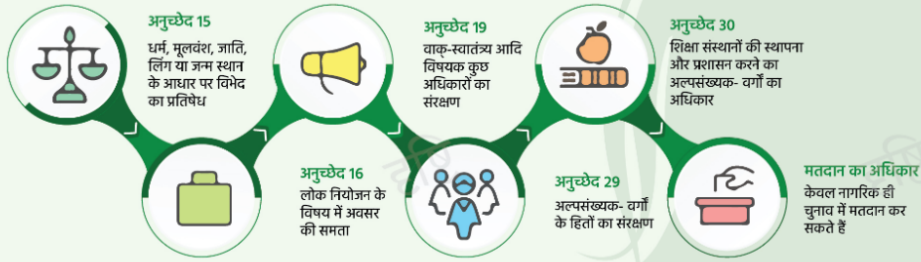 अनुच्छेद 15
धर्म, मूलवंश, जाति,
लिंग या जन्म स्थान
के आधार पर विभेद
का प्रतिषेध
अनुच्छेद 16
लोक नियोजन के
विषय में अवसर
की समता
अनुच्छेद 19
वाक्-स्वातंत्र्य आदि
विषयक कुछ
अधिकारों का
संरक्षण
अनुच्छेद 29
अल्पसंख्यक- वर्गों
के हितों का संरक्षण
अनुच्छेद 30
शिक्षा संस्थानों की स्थापना
और प्रशासन करने का
अल्पसंख्यक- वर्गों का
अधिकार
मतदान का अधिकार
केवल नागरिक ही
चुनाव में मतदान कर
सकते हैं